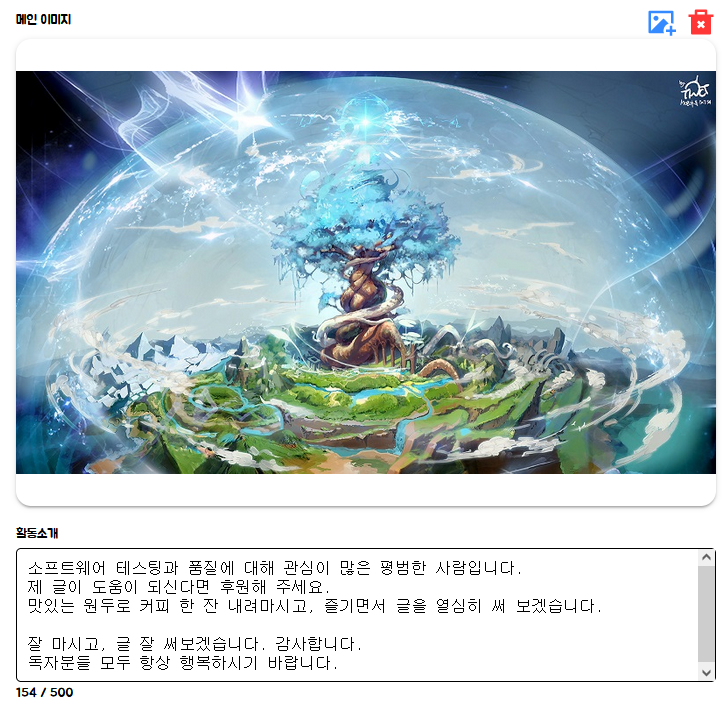 메인 이미지
활동소개
소프트웨어 테스팅과 품질에 대해 관심이 많은 평범한 사람입니다.
제 글이 도움이 되신다면 후원해 주세요.
맛있는 원두로 커피 한 잔 내려마시고, 즐기면서 글을 열심히 써 보겠습니다.
잘 마시고, 글 잘 써보겠습니다. 감사합니다.
독자분들 모두 항상 행복하시기 바랍니다.
154 / 500